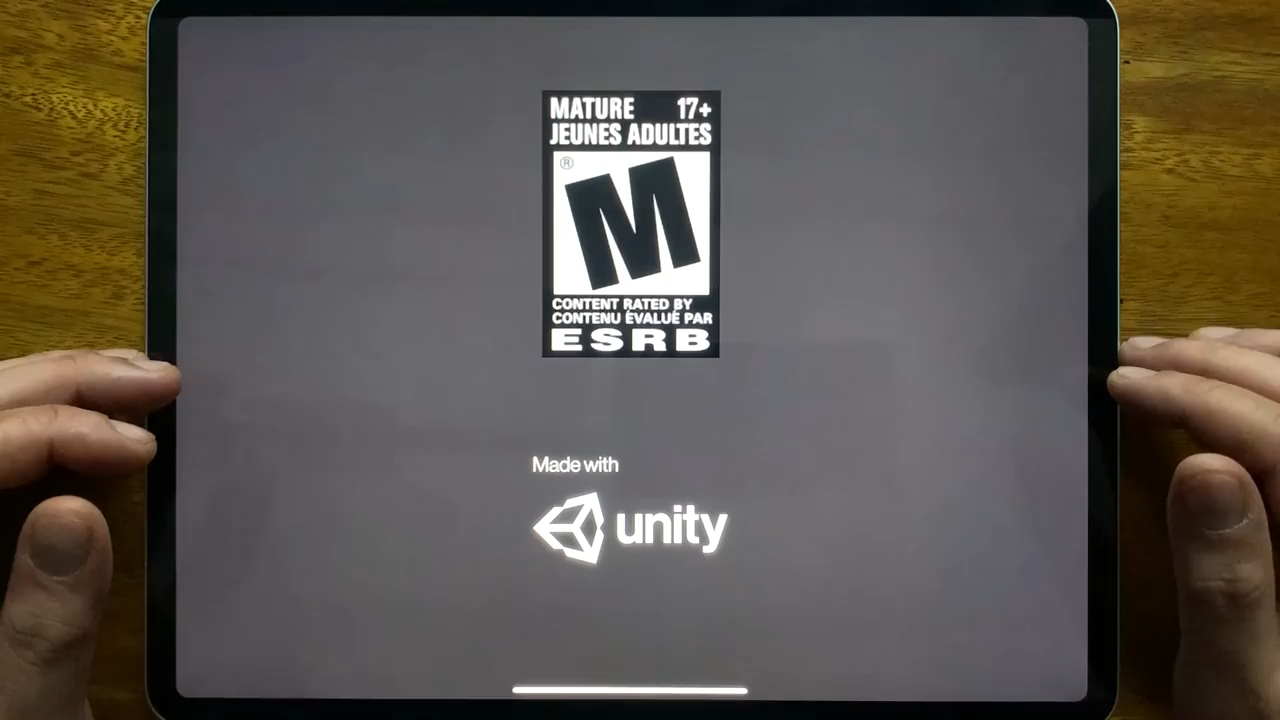 MATURE 17+
JEUNES ADULTES
®
M
CONTENT RATED BY
CONTENU ÉVALUÉ PAR
ESRB
Made with
unity